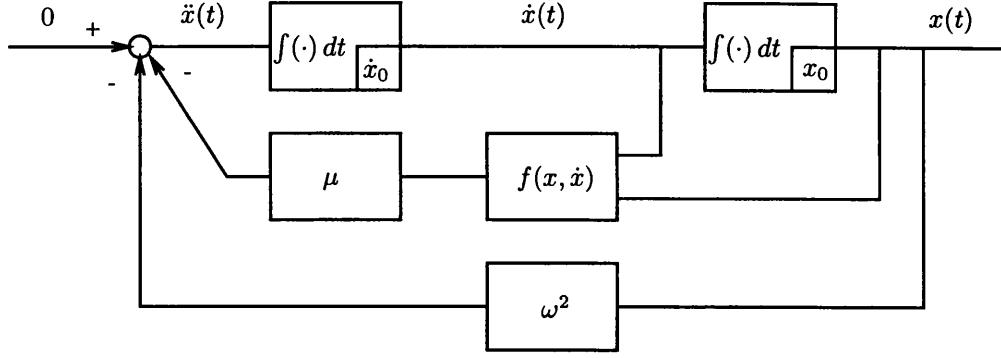 0
+
ẍ(t)
ẋ(t)
x(t)
-
-
∫(·) dt
ẋ₀
∫(·) dt
x₀
μ
f(x, ẋ)
ω²